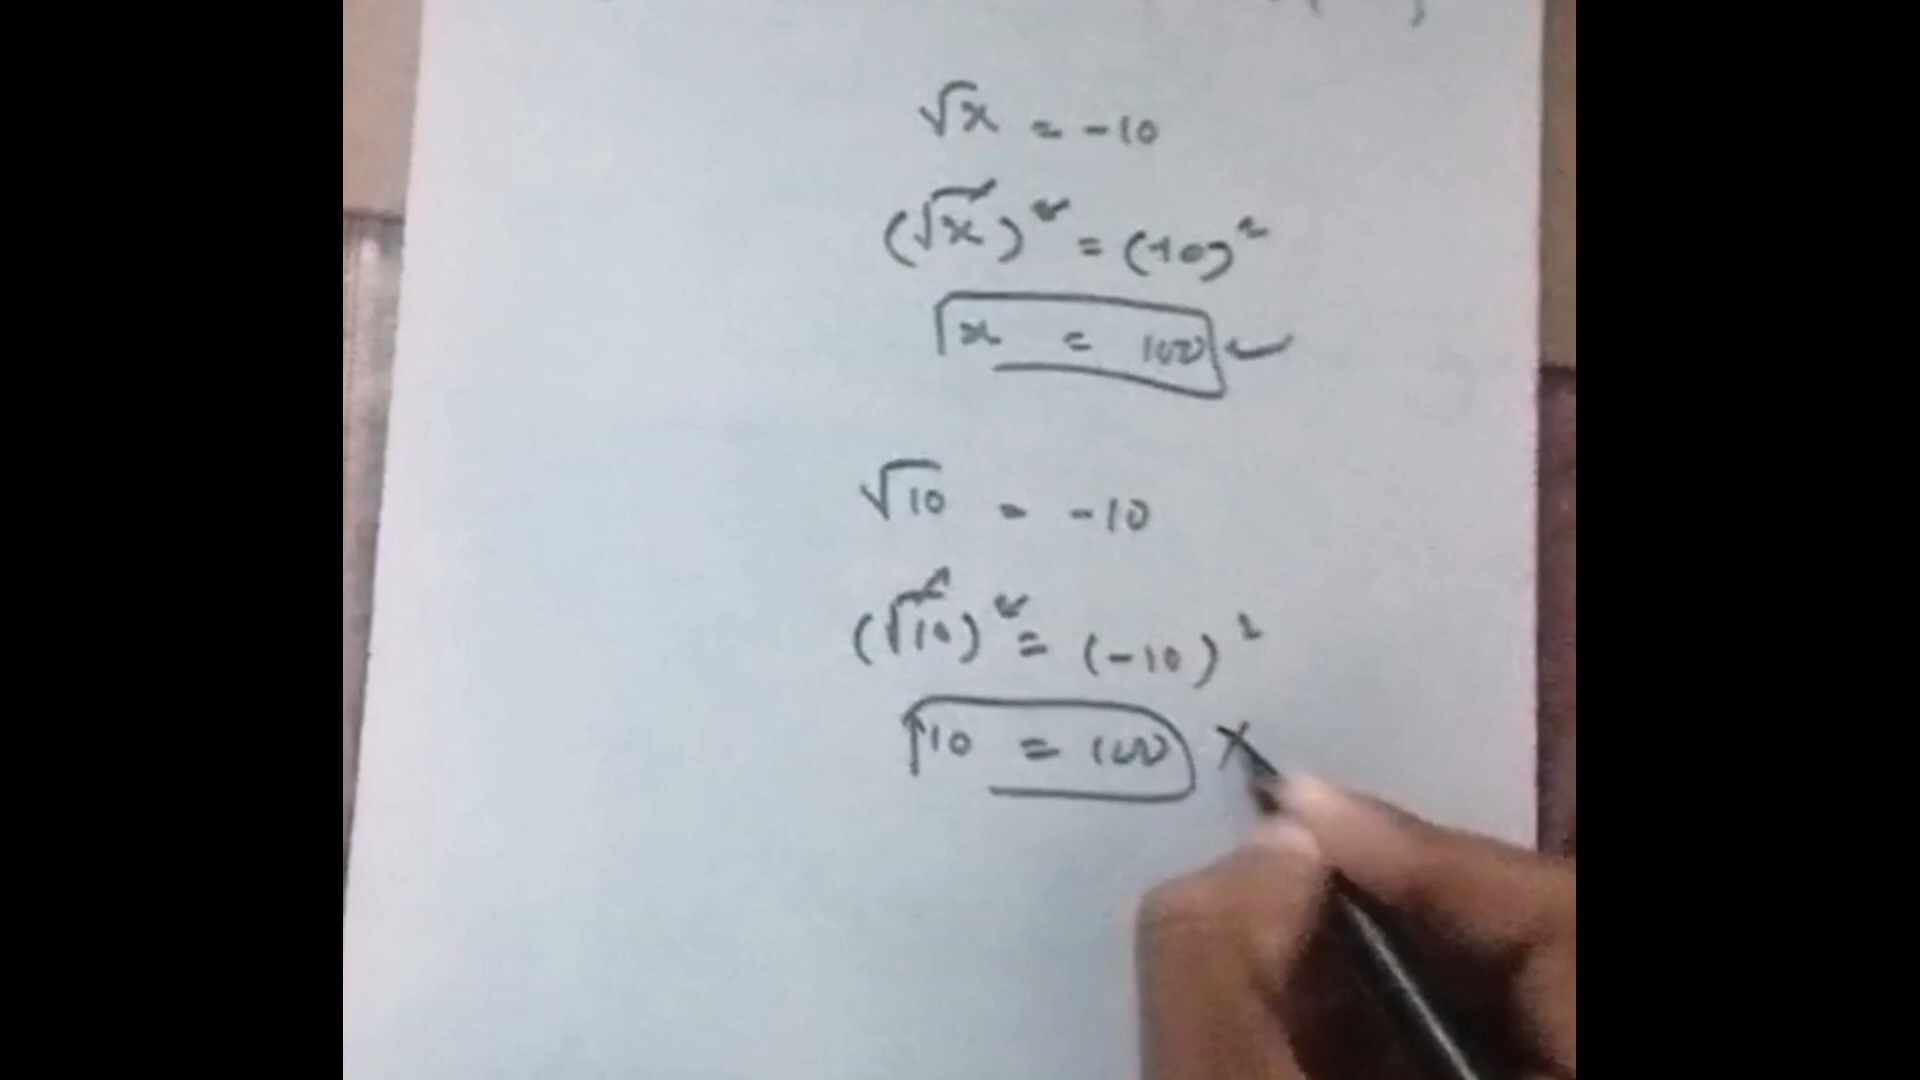 √x = -10
(√x)² = (-10)²
x = 100
√10 = -10
(√10)² = (-10)²
10 = 100 ×